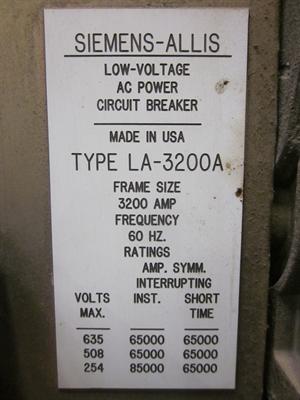 SIEMENS-ALLIS
LOW-VOLTAGE
AC POWER
CIRCUIT BREAKER
MADE IN USA
TYPE LA-3200A
FRAME SIZE
3200 AMP
FREQUENCY
60 HZ.
RATINGS
AMP. SYMM.
INTERRUPTING
VOLTS INST. SHORT
MAX. TIME
635 65000 65000
508 65000 65000
254 85000 65000